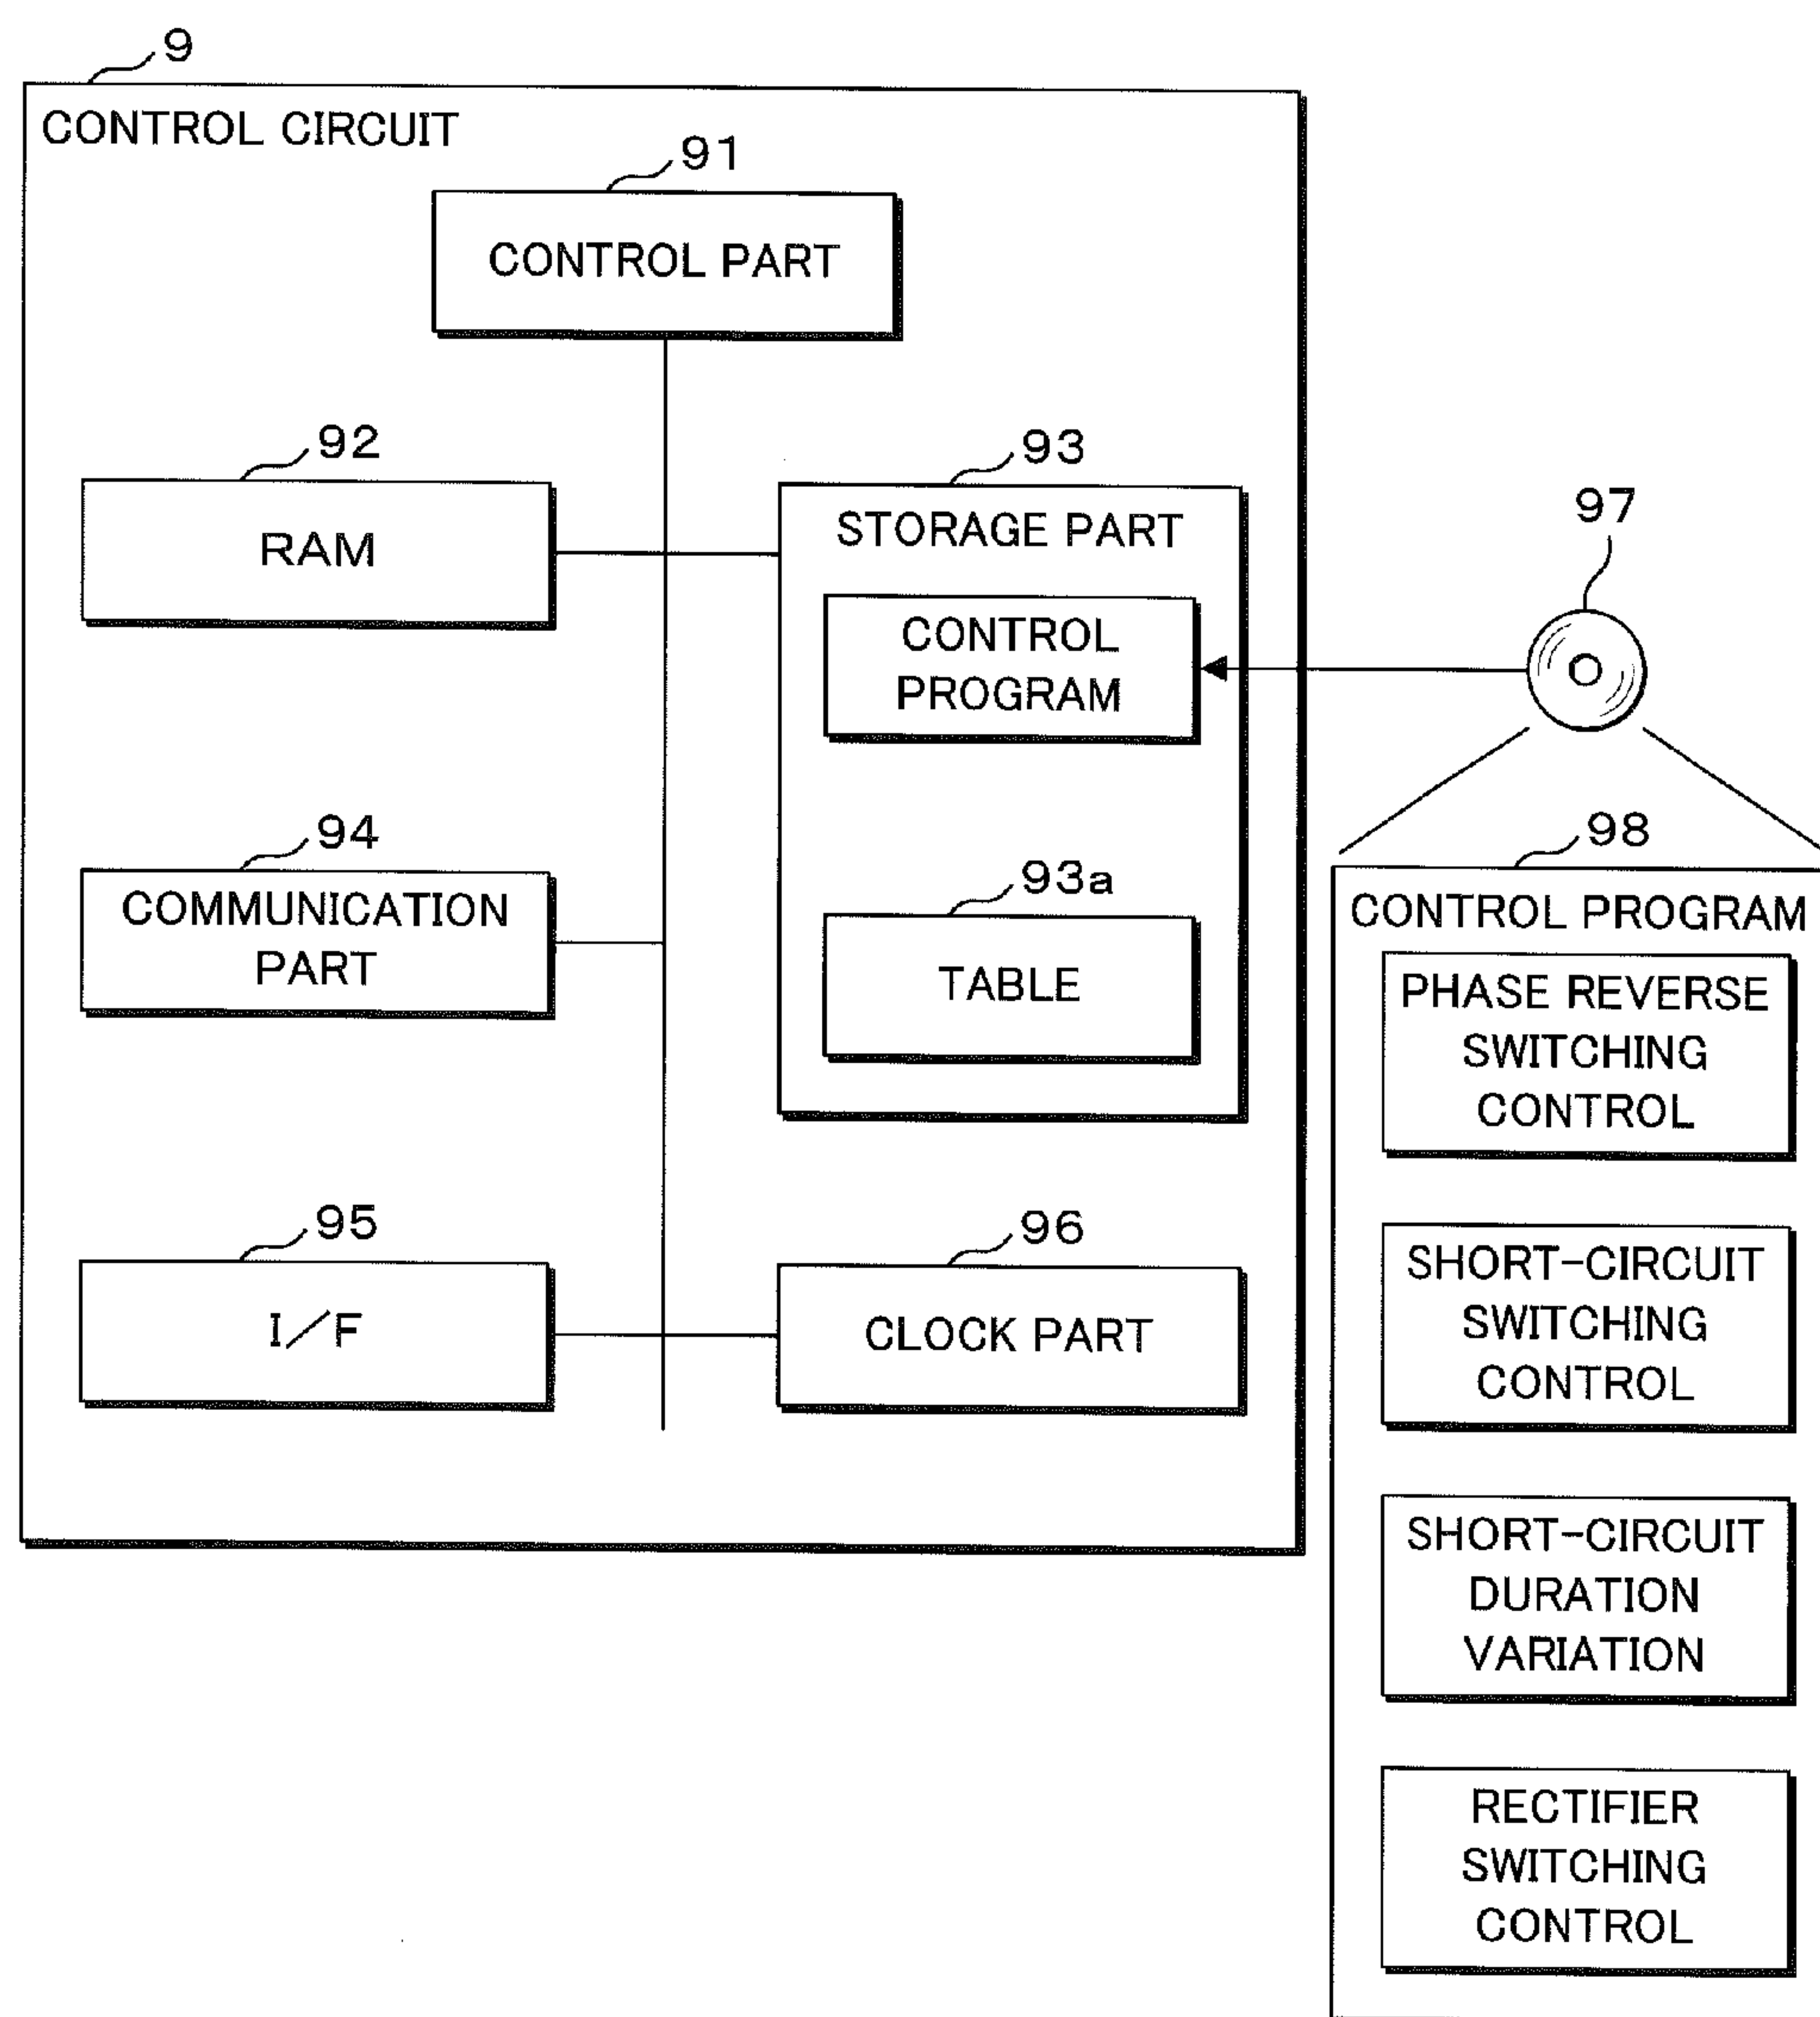 9
CONTROL CIRCUIT
91
CONTROL PART
92
RAM
93
STORAGE PART
CONTROL
PROGRAM
97
94
COMMUNICATION
PART
93a
TABLE
95
I/F
96
CLOCK PART
98
CONTROL PROGRAM
PHASE REVERSE
SWITCHING
CONTROL
SHORT-CIRCUIT
SWITCHING
CONTROL
SHORT-CIRCUIT
DURATION
VARIATION
RECTIFIER
SWITCHING
CONTROL